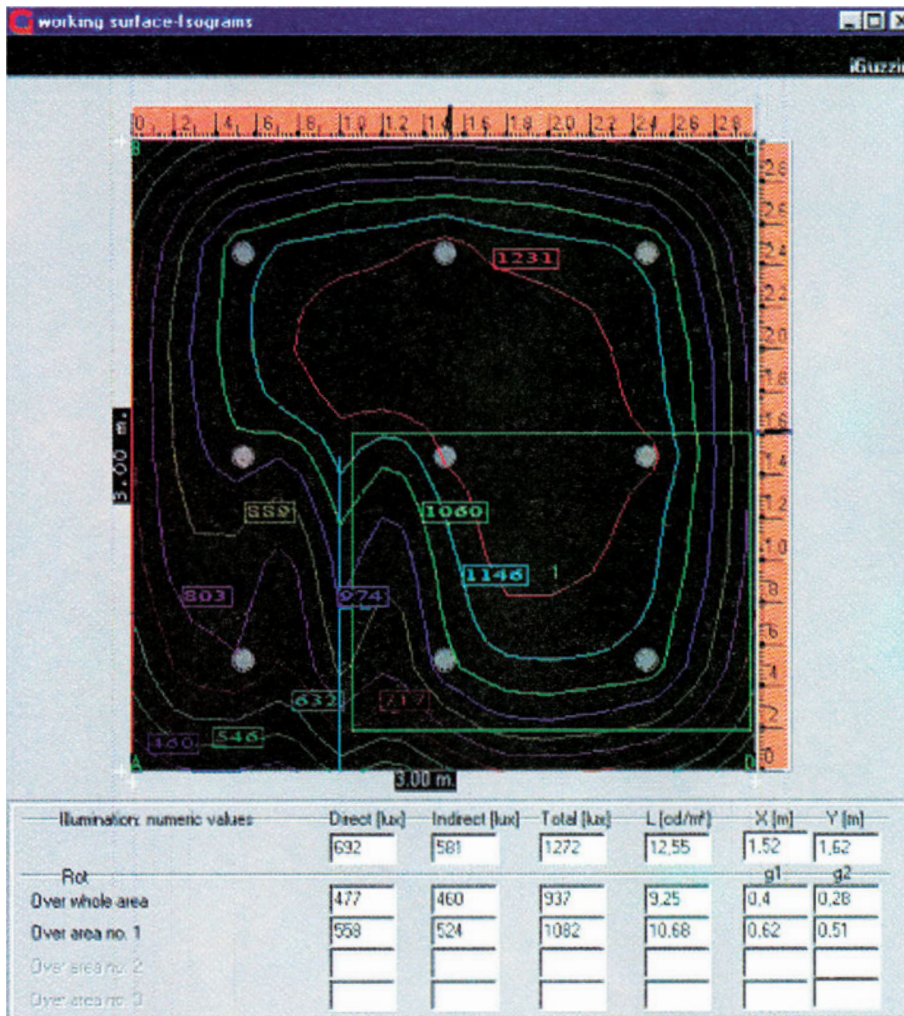 working surface-Isograms
iGuzzin
0 .2 .4 .6 .8 1.0 1.2 1.4 1.6 1.8 2.0 2.2 2.4 2.6 2.8
B C
2.8
2.6
1231
2.4
2.2
2.0
1.8
1.6
3.00 m.
1.4
1.2
889 1060
1.0
1146 1
803 974
.8
.6
.4
632 717
.2
460 546
0
A D
3.00 m.
Illumination: numeric values Direct [lux] Indirect [lux] Total [lux] L [cd/m²] X [m] Y [m]
692 581 1272 12,55 1,52 1,62
Rot g1 g2
Over whole area 477 460 937 9,25 0,4 0,28
Over area no. 1 558 524 1082 10.68 0,62 0.51
Over area no. 2
Over area no. 3